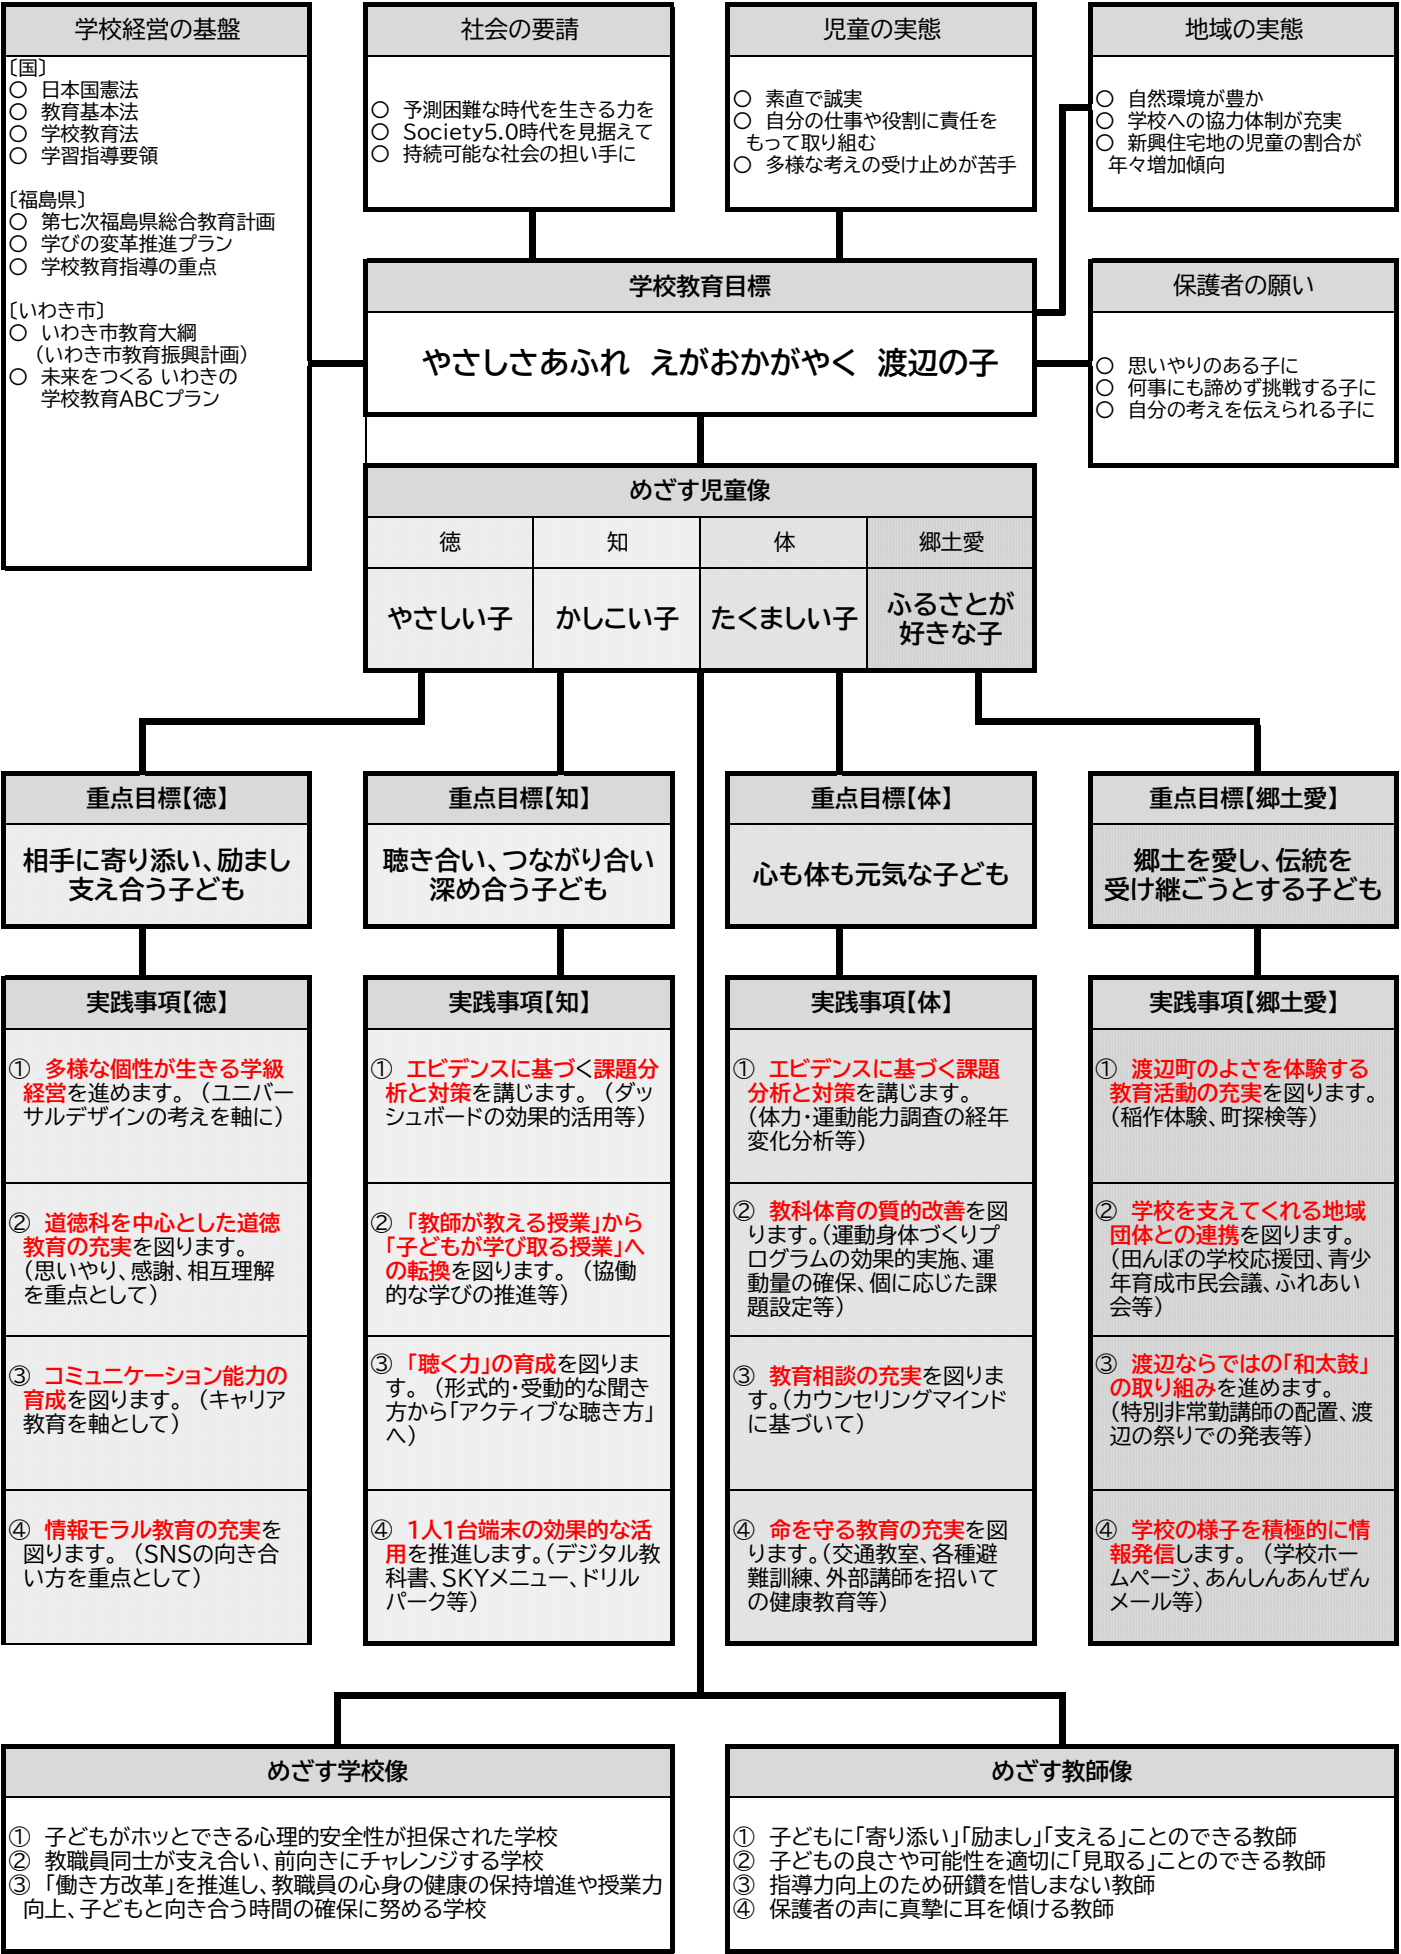 学校経営の基盤
〔国〕
○ 日本国憲法
○ 教育基本法
○ 学校教育法
○ 学習指導要領
〔福島県〕
○ 第七次福島県総合教育計画
○ 学びの変革推進プラン
○ 学校教育指導の重点
〔いわき市〕
○ いわき市教育大綱
（いわき市教育振興計画）
○ 未来をつくる いわきの
学校教育ABCプラン
社会の要請
○ 予測困難な時代を生きる力を
○ Society5.0時代を見据えて
○ 持続可能な社会の担い手に
児童の実態
○ 素直で誠実
○ 自分の仕事や役割に責任を
もって取り組む
○ 多様な考えの受け止めが苦手
地域の実態
○ 自然環境が豊か
○ 学校への協力体制が充実
○ 新興住宅地の児童の割合が
年々増加傾向
学校教育目標
やさしさあふれ えがおかがやく 渡辺の子
保護者の願い
○ 思いやりのある子に
○ 何事にも諦めず挑戦する子に
○ 自分の考えを伝えられる子に
めざす児童像
徳
知
体
郷土愛
やさしい子
かしこい子
たくましい子
ふるさとが
好きな子
重点目標【徳】
相手に寄り添い、励まし
支え合う子ども
重点目標【知】
聴き合い、つながり合い
深め合う子ども
重点目標【体】
心も体も元気な子ども
重点目標【郷土愛】
郷土を愛し、伝統を
受け継ごうとする子ども
実践事項【徳】
① 多様な個性が生きる学級
経営を進めます。（ユニバー
サルデザインの考えを軸に）
② 道徳科を中心とした道徳
教育の充実を図ります。
（思いやり、感謝、相互理解
を重点として）
③ コミュニケーション能力の
育成を図ります。（キャリア
教育を軸として）
④ 情報モラル教育の充実を
図ります。（SNSの向き合
い方を重点として）
実践事項【知】
① エビデンスに基づく課題分
析と対策を講じます。（ダッ
シュボードの効果的活用等）
② 「教師が教える授業」から
「子どもが学び取る授業」へ
の転換を図ります。（協働
的な学びの推進等）
③ 「聴く力」の育成を図りま
す。（形式的・受動的な聞き
方から「アクティブな聴き方」
へ）
④ 1人1台端末の効果的な活
用を推進します。（デジタル教
科書、SKYメニュー、ドリル
パーク等）
実践事項【体】
① エビデンスに基づく課題
分析と対策を講じます。
（体力・運動能力調査の経年
変化分析等）
② 教科体育の質的改善を図
ります。（運動身体づくりプ
ログラムの効果的実施、運
動量の確保、個に応じた課
題設定等）
③ 教育相談の充実を図りま
す。（カウンセリングマインド
に基づいて）
④ 命を守る教育の充実を図
ります。（交通教室、各種避
難訓練、外部講師を招いて
の健康教育等）
実践事項【郷土愛】
① 渡辺町のよさを体験する
教育活動の充実を図ります。
（稲作体験、町探検等）
② 学校を支えてくれる地域
団体との連携を図ります。
（田んぼの学校応援団、青少
年育成市民会議、ふれあい
会等）
③ 渡辺ならではの「和太鼓」
の取り組みを進めます。
（特別非常勤講師の配置、渡
辺の祭りでの発表等）
④ 学校の様子を積極的に情
報発信します。（学校ホー
ムページ、あんしんあんぜん
メール等）
めざす学校像
① 子どもがホッとできる心理的安全性が担保された学校
② 教職員同士が支え合い、前向きにチャレンジする学校
③ 「働き方改革」を推進し、教職員の心身の健康の保持増進や授業力
向上、子どもと向き合う時間の確保に努める学校
めざす教師像
① 子どもに「寄り添い」「励まし」「支える」ことのできる教師
② 子どもの良さや可能性を適切に「見取る」ことのできる教師
③ 指導力向上のため研鑽を惜しまない教師
④ 保護者の声に真摯に耳を傾ける教師